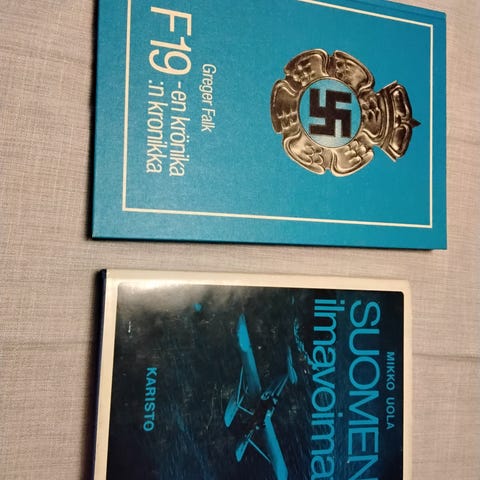 Greger Falk
F19 -en krönika
:n kronikka
MIKKO UOLA
SUOMEN
ilmavoima
KARISTO